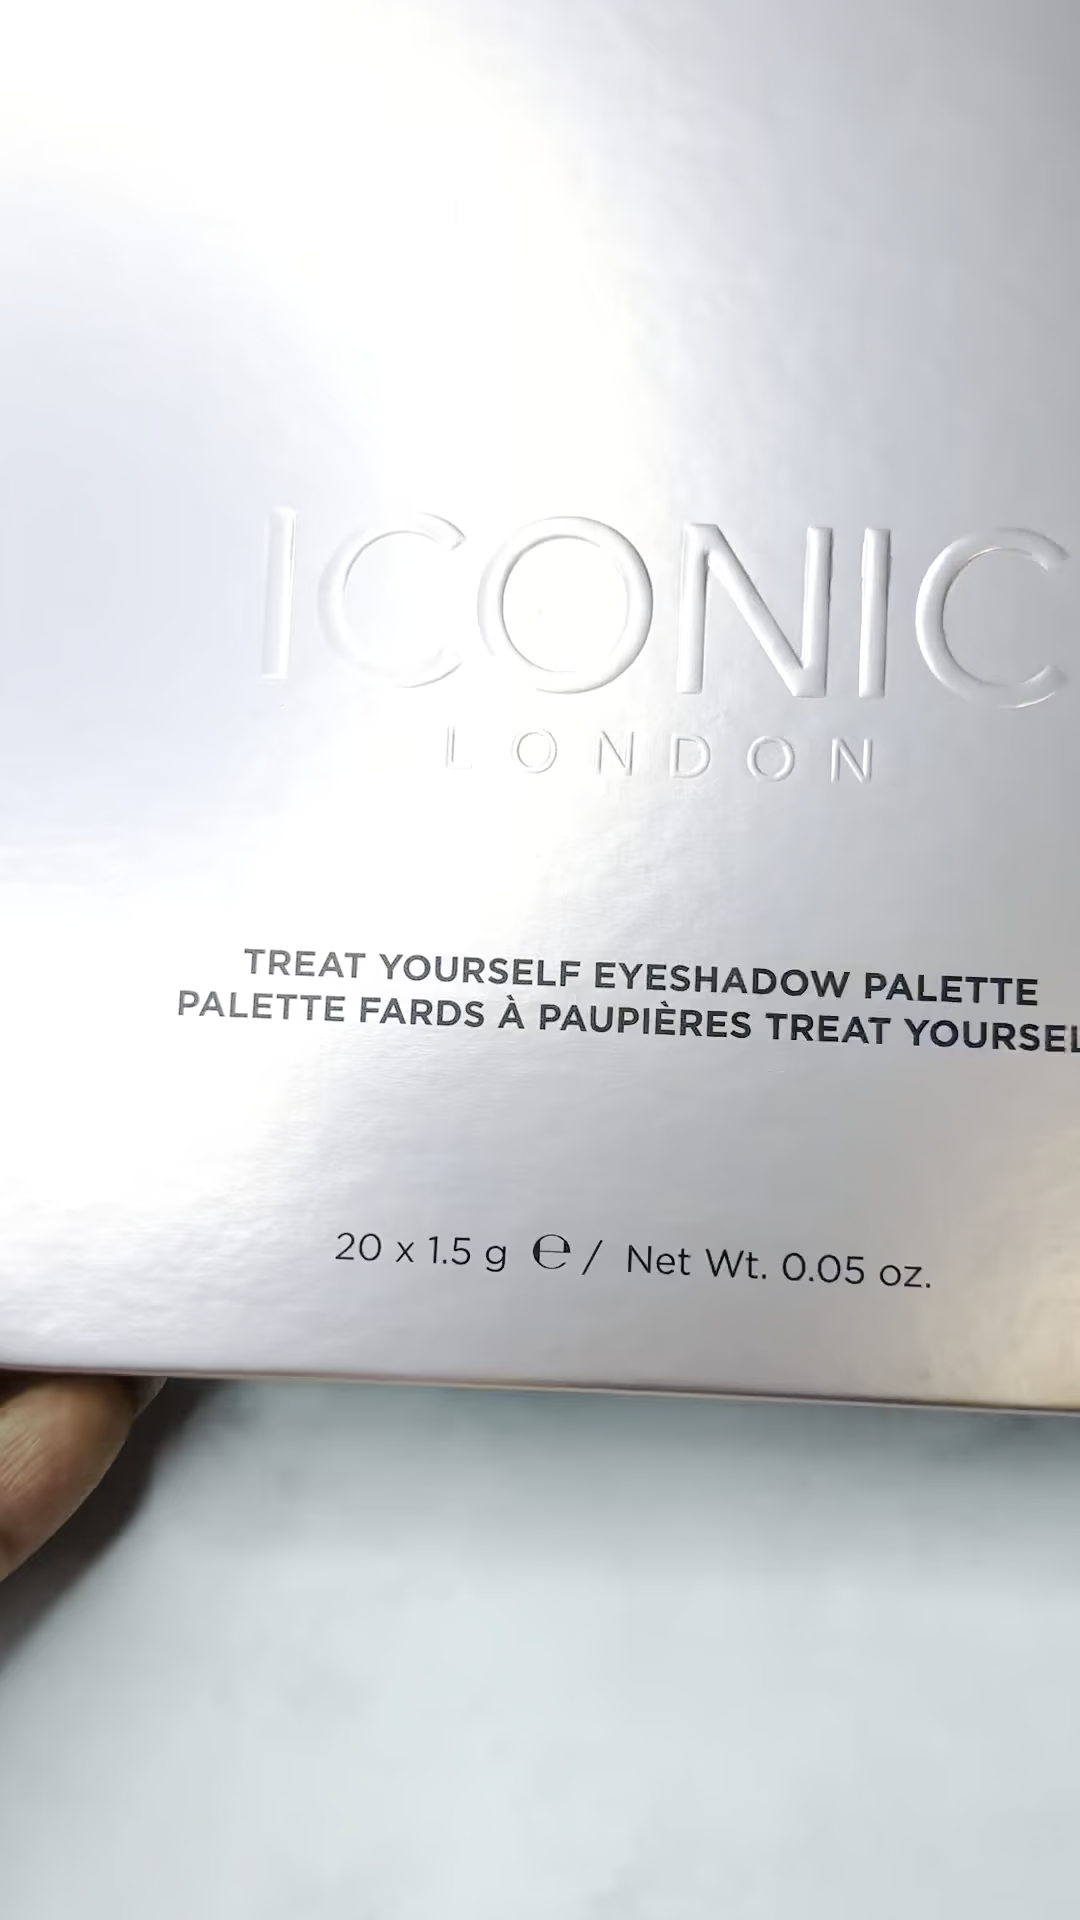 ICONIC
LONDON
TREAT YOURSELF EYESHADOW PALETTE
PALETTE FARDS À PAUPIÈRES TREAT YOURSEL
20 x 1.5 g ℮ / Net Wt. 0.05 oz.